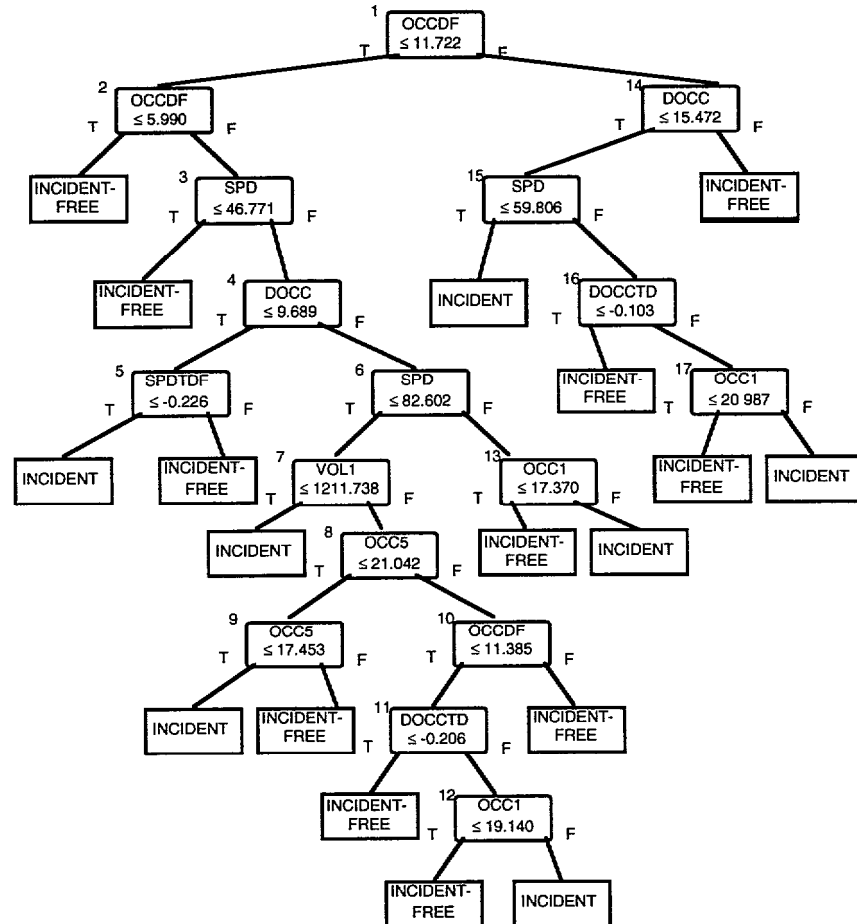 1
OCCDF
≤ 11.722
T
F
2
OCCDF
≤ 5.990
T
F
14
DOCC
≤ 15.472
T
F
INCIDENT-
FREE
3
SPD
≤ 46.771
T
F
15
SPD
≤ 59.806
T
F
INCIDENT-
FREE
INCIDENT-
FREE
4
DOCC
≤ 9.689
T
F
INCIDENT
16
DOCCTD
≤ -0.103
T
F
5
SPDTDF
≤ -0.226
T
F
6
SPD
≤ 82.602
T
F
INCIDENT-
FREE
17
OCC1
≤ 20 987
T
F
INCIDENT
INCIDENT-
FREE
7
VOL1
≤ 1211.738
T
F
13
OCC1
≤ 17.370
T
F
INCIDENT-
FREE
INCIDENT
INCIDENT
8
OCC5
≤ 21.042
T
F
INCIDENT-
FREE
INCIDENT
9
OCC5
≤ 17.453
T
F
10
OCCDF
≤ 11.385
T
F
INCIDENT
INCIDENT-
FREE
11
DOCCTD
≤ -0.206
T
F
INCIDENT-
FREE
INCIDENT-
FREE
12
OCC1
≤ 19.140
T
F
INCIDENT-
FREE
INCIDENT